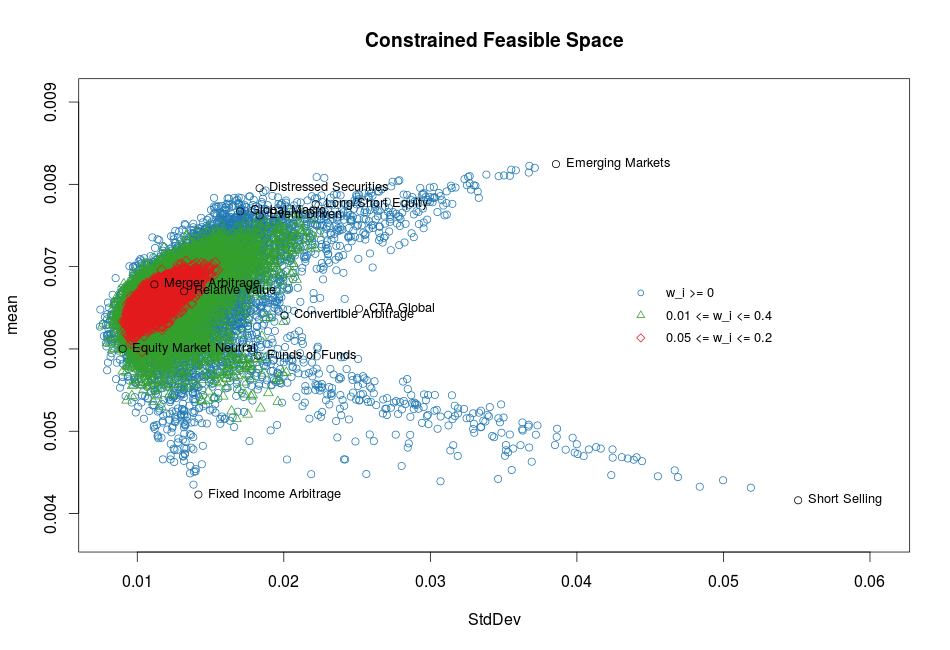 Constrained Feasible Space
0.009
0.008
0.007
0.006
0.005
0.004
mean
Emerging Markets
Distressed Securities
Long/Short Equity
Global Macro
Event Driven
Merger Arbitrage
Relative Value
CTA Global
Convertible Arbitrage
Equity Market Neutral
Funds of Funds
Fixed Income Arbitrage
Short Selling
w_i >= 0
0.01 <= w_i <= 0.4
0.05 <= w_i <= 0.2
0.01
0.02
0.03
0.04
0.05
0.06
StdDev